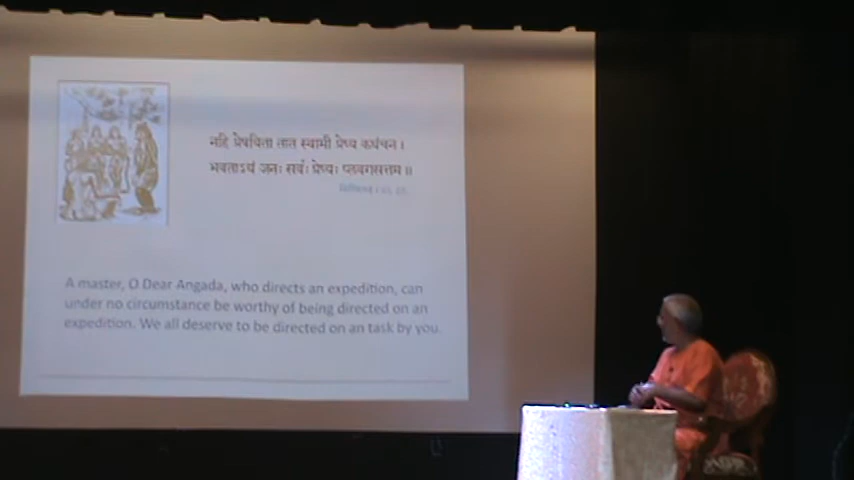 नहि प्रेषयिता तात स्वामी प्रेष्य कथंचन ।
भवताऽयं जनः सर्वः प्रेष्यः प्लवगसत्तम ॥
A master, O Dear Angada, who directs an expedition, can
under no circumstance be worthy of being directed on an
expedition. We all deserve to be directed on an task by you.